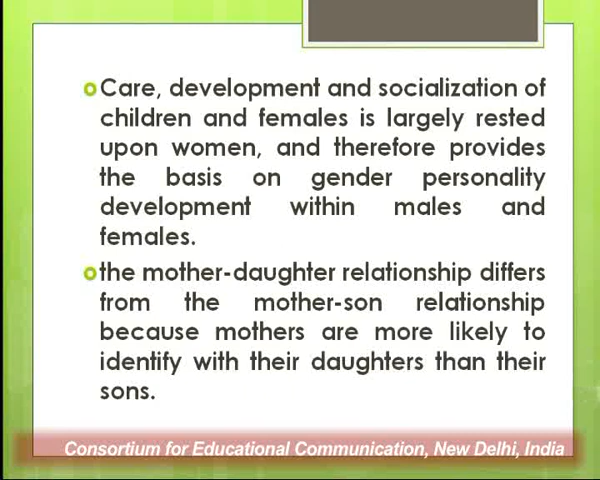 Care, development and socialization of
children and females is largely rested
upon women, and therefore provides
the basis on gender personality
development within males and
females.
the mother-daughter relationship differs
from the mother-son relationship
because mothers are more likely to
identify with their daughters than their
sons.
Consortium for Educational Communication, New Delhi, India